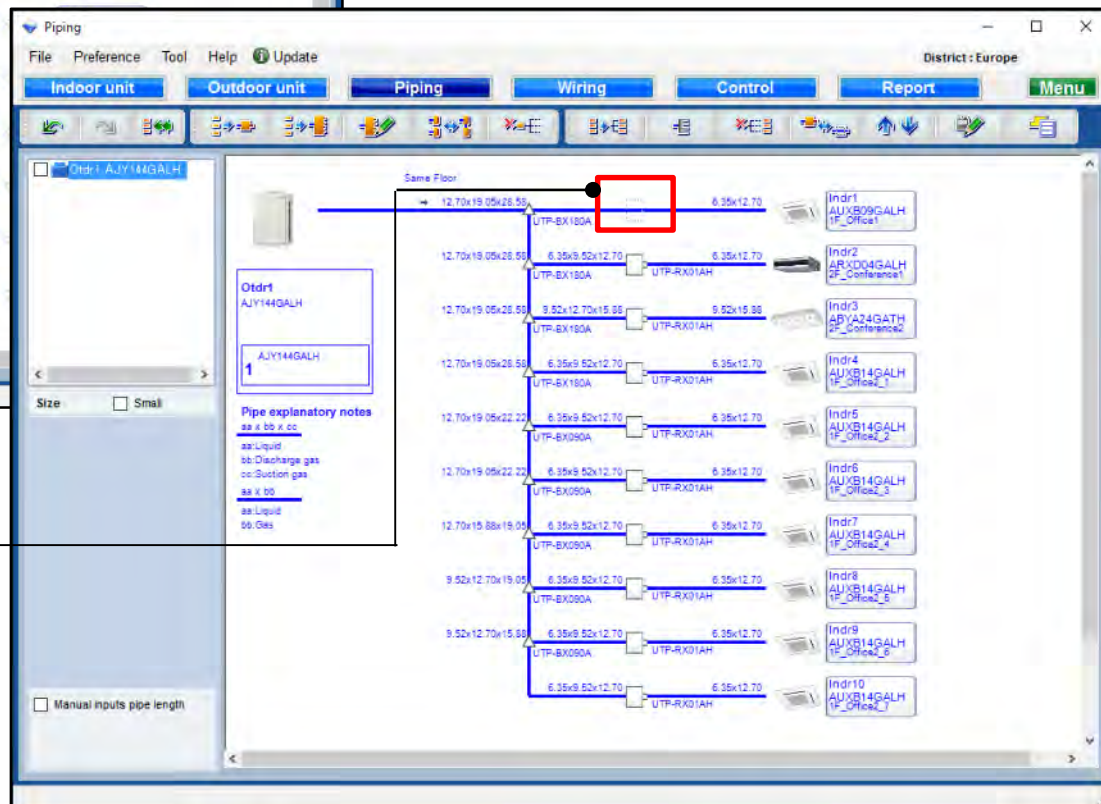 Piping
File Preference Tool Help Update District : Europe
Indoor unit Outdoor unit Piping Wiring Control Report Menu
Otdr1 AJY144GALH
Size Small
Manual inputs pipe length
Same Floor
Otdr1
AJY144GALH
AJY144GALH
1
Pipe explanatory notes
aa x bb x cc
aa:Liquid
bb:Discharge gas
cc:Suction gas
aa x bb
aa:Liquid
bb:Gas
12.70x19.05x28.58 6.35x12.70
UTP-BX180A
Indr1
AUXB09GALH
1F_Office1
12.70x19.05x28.58 6.35x9.52x12.70 6.35x12.70
UTP-BX180A UTP-RX01AH
Indr2
ARXD04GALH
2F_Conference1
12.70x19.05x28.58 9.52x12.70x15.88 9.52x15.88
UTP-BX180A UTP-RX01AH
Indr3
ABYA24GATH
2F_Conference2
12.70x19.05x28.58 6.35x9.52x12.70 6.35x12.70
UTP-BX180A UTP-RX01AH
Indr4
AUXB14GALH
1F_Office2_1
12.70x19.05x22.22 6.35x9.52x12.70 6.35x12.70
UTP-BX090A UTP-RX01AH
Indr5
AUXB14GALH
1F_Office2_2
12.70x19.05x22.22 6.35x9.52x12.70 6.35x12.70
UTP-BX090A UTP-RX01AH
Indr6
AUXB14GALH
1F_Office2_3
12.70x15.88x19.05 6.35x9.52x12.70 6.35x12.70
UTP-BX090A UTP-RX01AH
Indr7
AUXB14GALH
1F_Office2_4
9.52x12.70x19.05 6.35x9.52x12.70 6.35x12.70
UTP-BX090A UTP-RX01AH
Indr8
AUXB14GALH
1F_Office2_5
9.52x12.70x15.88 6.35x9.52x12.70 6.35x12.70
UTP-BX090A UTP-RX01AH
Indr9
AUXB14GALH
1F_Office2_6
6.35x9.52x12.70 6.35x12.70
UTP-RX01AH
Indr10
AUXB14GALH
1F_Office2_7